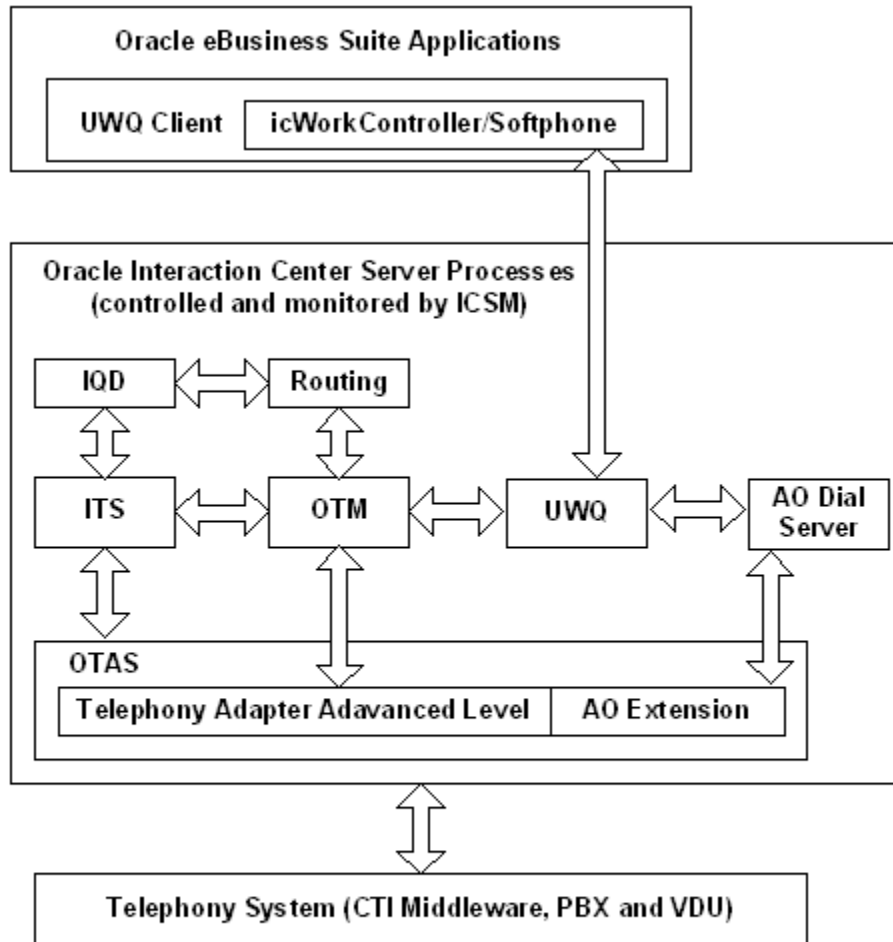 Oracle eBusiness Suite Applications
UWQ Client
icWorkController/Softphone
Oracle Interaction Center Server Processes
(controlled and monitored by ICSM)
IQD
Routing
ITS
OTM
UWQ
AO Dial
Server
OTAS
Telephony Adapter Adavanced Level
AO Extension
Telephony System (CTI Middleware, PBX and VDU)